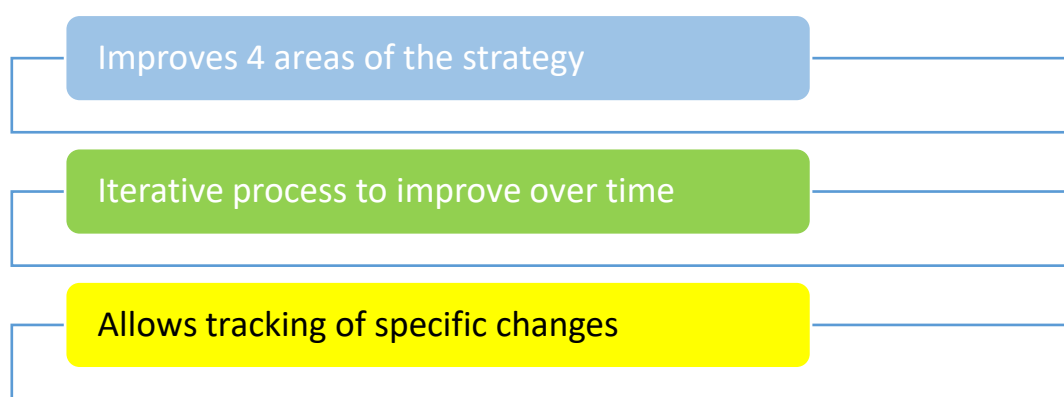 Improves 4 areas of the strategy
Iterative process to improve over time
Allows tracking of specific changes